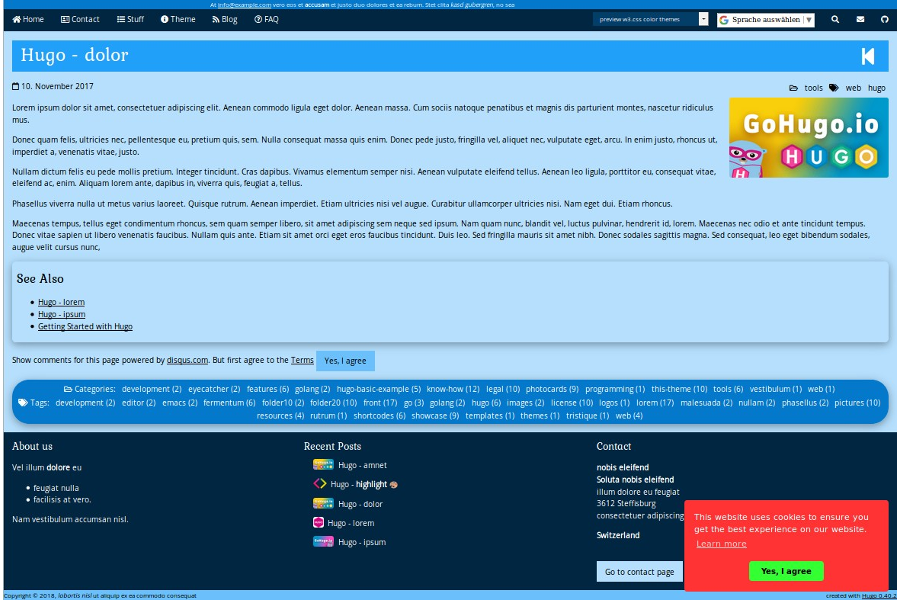 At info@example.com vero eos et accusam et justo duo dolores et ea rebum. Stet clita kasd gubergren, no sea
Home Contact Stuff Theme Blog FAQ preview w3.css color themes Sprache auswählen
Hugo - dolor
10. November 2017 tools web hugo
Lorem ipsum dolor sit amet, consectetuer adipiscing elit. Aenean commodo ligula eget dolor. Aenean massa. Cum sociis natoque penatibus et magnis dis parturient montes, nascetur ridiculus
mus.
GoHugo.io
HUGO
Donec quam felis, ultricies nec, pellentesque eu, pretium quis, sem. Nulla consequat massa quis enim. Donec pede justo, fringilla vel, aliquet nec, vulputate eget, arcu. In enim justo, rhoncus ut,
imperdiet a, venenatis vitae, justo.
Nullam dictum felis eu pede mollis pretium. Integer tincidunt. Cras dapibus. Vivamus elementum semper nisi. Aenean vulputate eleifend tellus. Aenean leo ligula, porttitor eu, consequat vitae,
eleifend ac, enim. Aliquam lorem ante, dapibus in, viverra quis, feugiat a, tellus.
Phasellus viverra nulla ut metus varius laoreet. Quisque rutrum. Aenean imperdiet. Etiam ultricies nisi vel augue. Curabitur ullamcorper ultricies nisi. Nam eget dui. Etiam rhoncus.
Maecenas tempus, tellus eget condimentum rhoncus, sem quam semper libero, sit amet adipiscing sem neque sed ipsum. Nam quam nunc, blandit vel, luctus pulvinar, hendrerit id, lorem. Maecenas nec odio et ante tincidunt tempus.
Donec vitae sapien ut libero venenatis faucibus. Nullam quis ante. Etiam sit amet orci eget eros faucibus tincidunt. Duis leo. Sed fringilla mauris sit amet nibh. Donec sodales sagittis magna. Sed consequat, leo eget bibendum sodales,
augue velit cursus nunc,
See Also
Hugo - lorem
Hugo - ipsum
Getting Started with Hugo
Show comments for this page powered by disqus.com. But first agree to the Terms Yes, I agree
Categories: development (2) eyecatcher (2) features (6) golang (2) hugo-basic-example (5) know-how (12) legal (10) photocards (9) programming (1) this-theme (10) tools (6) vestibulum (1) web (1)
Tags: development (2) editor (2) emacs (2) fermentum (6) folder10 (2) folder20 (10) front (17) go (3) golang (2) hugo (6) images (2) license (10) logos (1) lorem (17) malesuada (2) nullam (2) phasellus (2) pictures (10)
resources (4) rutrum (1) shortcodes (6) showcase (9) templates (1) themes (1) tristique (1) web (4)
About us
Vel illum dolore eu
feugiat nulla
facilisis at vero.
Nam vestibulum accumsan nisl.
Recent Posts
Hugo - amnet
Hugo - highlight
Hugo - dolor
Hugo - lorem
Hugo - ipsum
Contact
nobis eleifend
Soluta nobis eleifend
illum dolore eu feugiat
3612 Steffisburg
consectetuer adipiscing
Switzerland
Go to contact page
This website uses cookies to ensure you
get the best experience on our website.
Learn more
Yes, I agree
Copyright © 2018, lobortis nisl ut aliquip ex ea commodo consequat created with Hugo 0.40.2